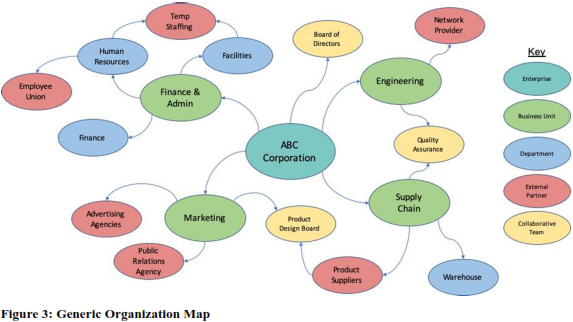 Temp
Staffing
Network
Provider
Board of
Directors
Human
Resources
Facilities
Key
Engineering
Enterprise
Employee
Union
Finance &
Admin
Business Unit
Finance
ABC
Corporation
Quality
Assurance
Department
External
Partner
Supply
Chain
Advertising
Agencies
Marketing
Product
Design Board
Collaborative
Team
Public
Relations
Agency
Product
Suppliers
Warehouse
Figure 3: Generic Organization Map